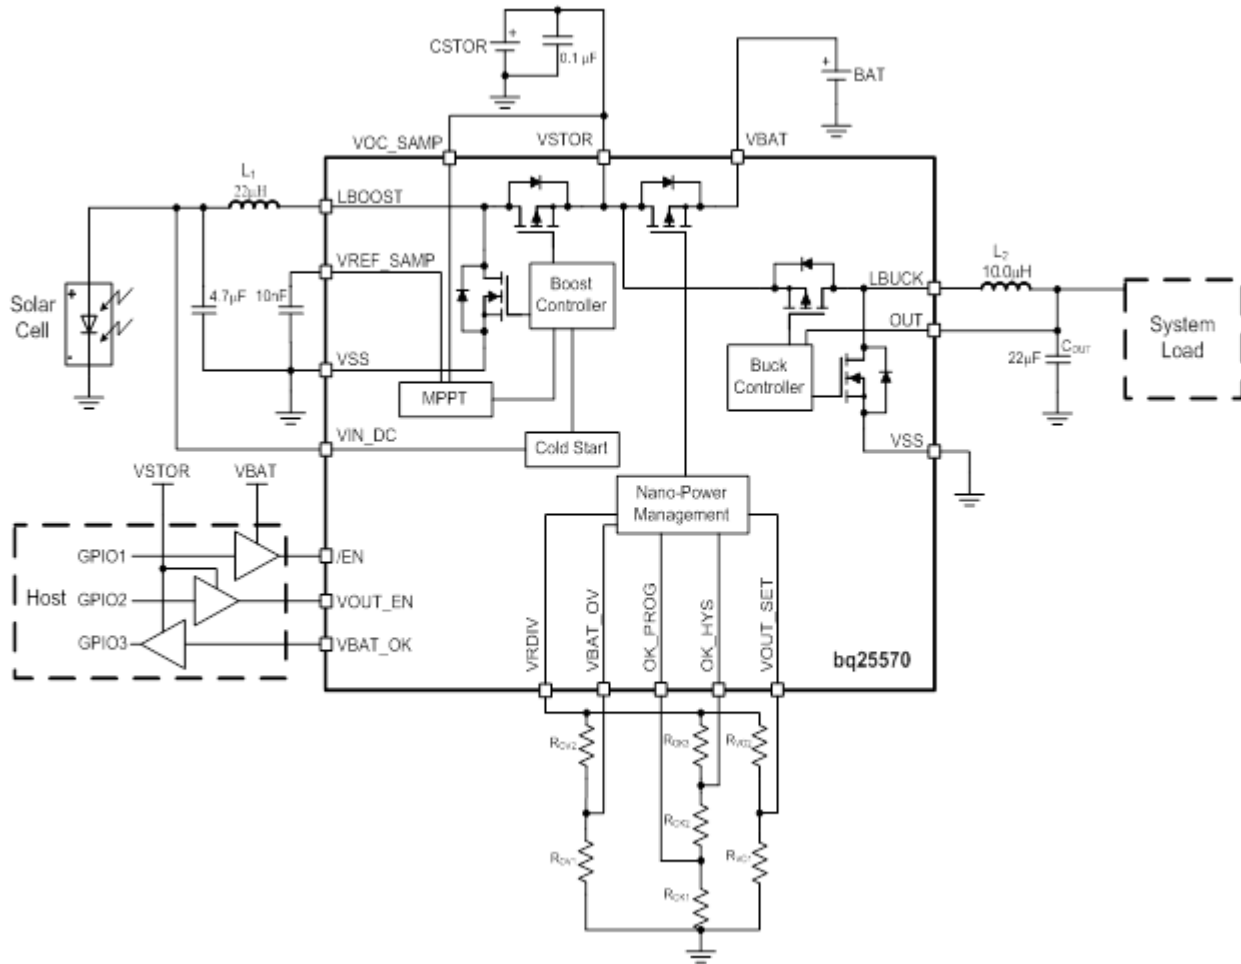 CSTOR
+
0.1 µF
+
BAT
VOC_SAMP
VSTOR
VBAT
L1
22µH
LBOOST
VREF_SAMP
Boost
Controller
L2
10.0µH
LBUCK
Solar
Cell
+
-
4.7µF
10nF
OUT
System
Load
VSS
MPPT
Buck
Controller
22µF
COUT
VIN_DC
Cold Start
VSS
VSTOR
VBAT
Nano-Power
Management
Host
GPIO1
/EN
GPIO2
VOUT_EN
GPIO3
VBAT_OK
VRDIV
VBAT_OV
OK_PROG
OK_HYS
VOUT_SET
bq25570
ROV2
ROK3
RVO2
ROK2
ROV1
RVO1
ROK1